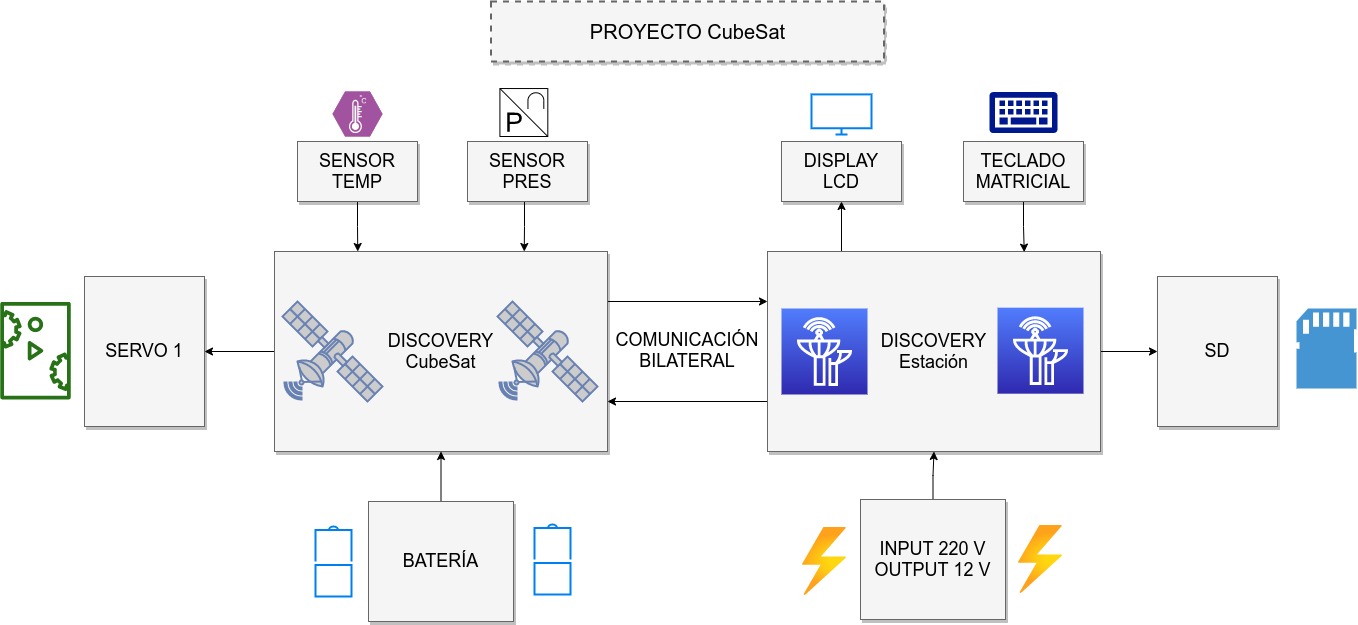 PROYECTO CubeSat
SENSOR
TEMP
P
SENSOR
PRES
DISPLAY
LCD
TECLADO
MATRICIAL
SERVO 1
DISCOVERY
CubeSat
COMUNICACIÓN
BILATERAL
DISCOVERY
Estación
SD
BATERÍA
INPUT 220 V
OUTPUT 12 V